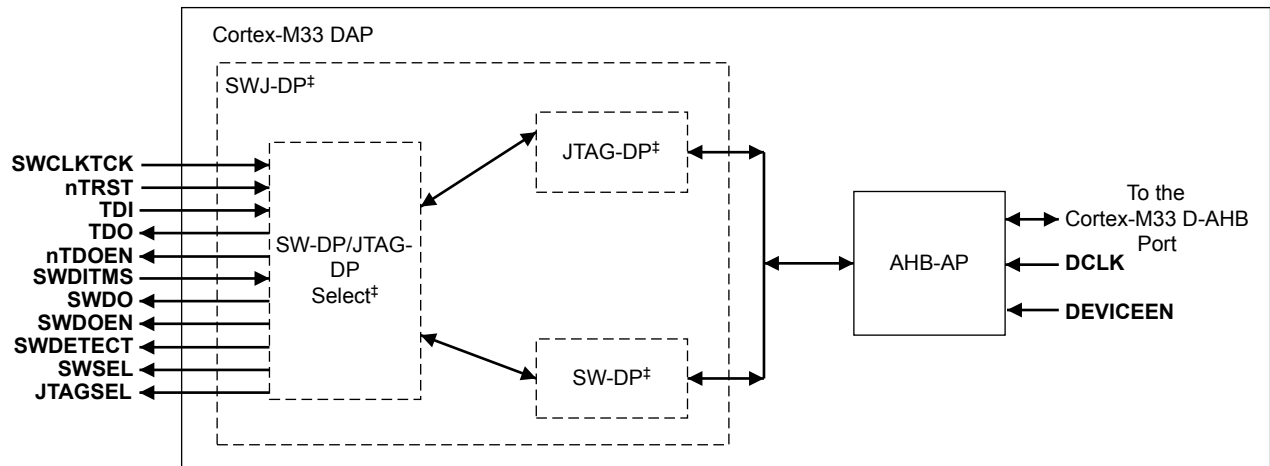 Cortex-M33 DAP
SWJ-DP‡
SWCLKTCK
nTRST
TDI
TDO
nTDOEN
SWDITMS
SWDO
SWDOEN
SWDETECT
SWSEL
JTAGSEL
SW-DP/JTAG-
DP
Select‡
JTAG-DP‡
SW-DP‡
AHB-AP
To the
Cortex-M33 D-AHB
Port
DCLK
DEVICEEN